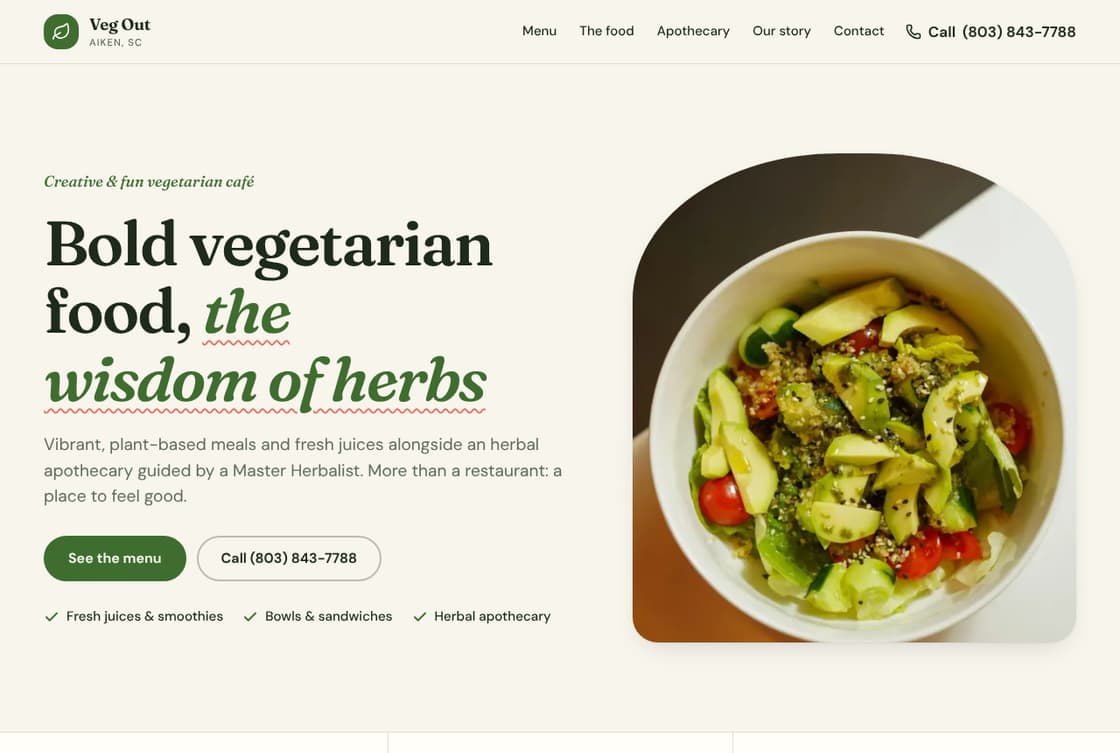 Veg Out
AIKEN, SC
Menu
The food
Apothecary
Our story
Contact
Call (803) 843-7788
Creative & fun vegetarian café
Bold vegetarian
food, the
wisdom of herbs
Vibrant, plant-based meals and fresh juices alongside an herbal
apothecary guided by a Master Herbalist. More than a restaurant: a
place to feel good.
See the menu
Call (803) 843-7788
Fresh juices & smoothies
Bowls & sandwiches
Herbal apothecary